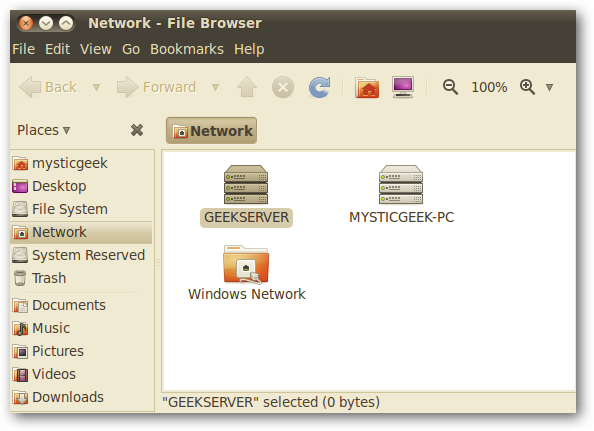 Network - File Browser
File Edit View Go Bookmarks Help
Back Forward 100%
Places
Network
mysticgeek
Desktop
File System
Network
System Reserved
Trash
Documents
Music
Pictures
Videos
Downloads
GEEKSERVER MYSTICGEEK-PC
Windows Network
"GEEKSERVER" selected (0 bytes)